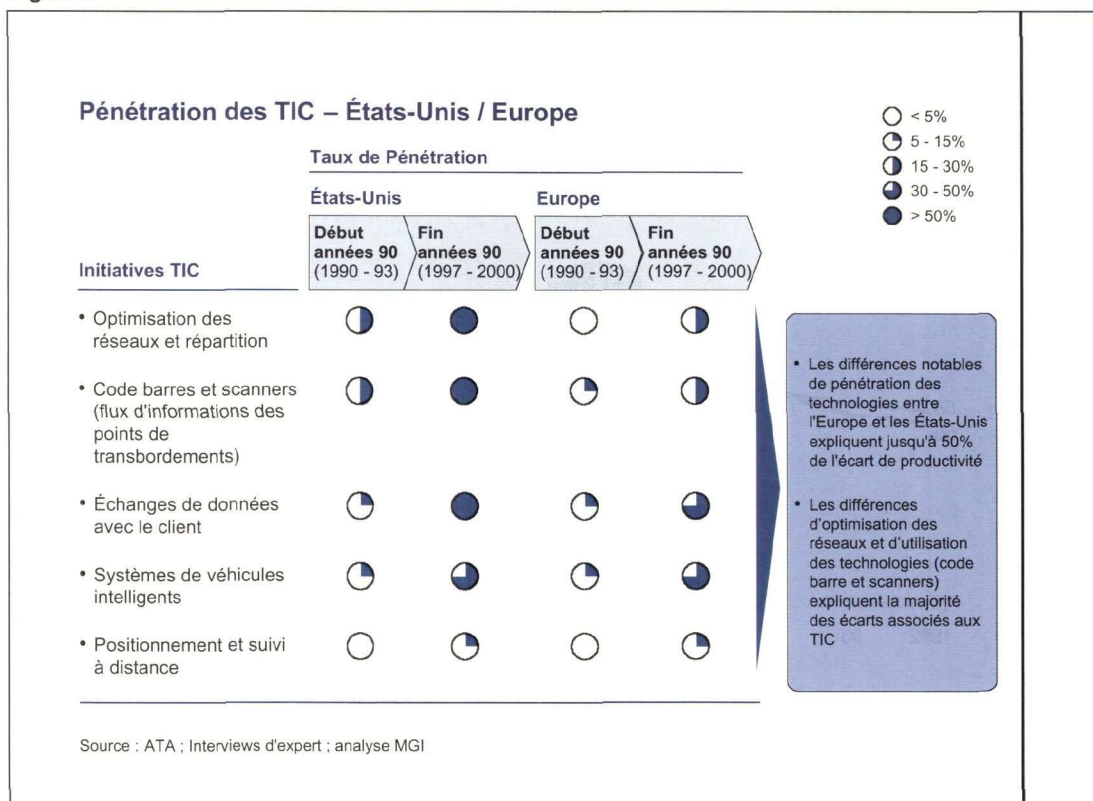 Pénétration des TIC – États-Unis / Europe
< 5%
5 - 15%
15 - 30%
30 - 50%
> 50%
Taux de Pénétration
États-Unis
Europe
Initiatives TIC
Début
années 90
(1990 - 93)
Fin
années 90
(1997 - 2000)
Début
années 90
(1990 - 93)
Fin
années 90
(1997 - 2000)
• Optimisation des
réseaux et répartition
• Code barres et scanners
(flux d'informations des
points de
transbordements)
• Échanges de données
avec le client
• Systèmes de véhicules
intelligents
• Positionnement et suivi
à distance
• Les différences notables
de pénétration des
technologies entre
l'Europe et les États-Unis
expliquent jusqu'à 50%
de l'écart de productivité
• Les différences
d'optimisation des
réseaux et d'utilisation
des technologies (code
barre et scanners)
expliquent la majorité
des écarts associés aux
TIC
Source : ATA ; Interviews d'expert ; analyse MGI